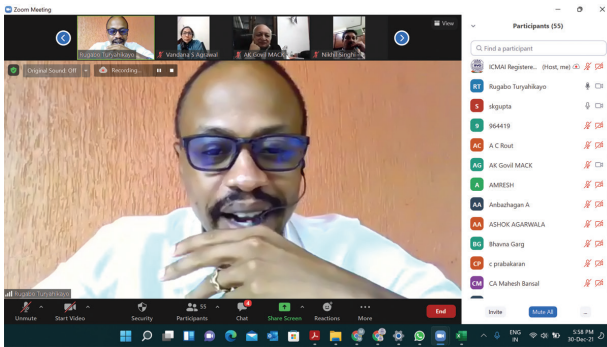 Zoom Meeting
View
Rugabo Turyahikayo
Vandana S Agrawal
AK Govil MACK
Nikhil Singhi
Original Sound: Off
Recording...
Rugabo Turyahikayo
Unmute
Start Video
Security
55
Participants
4
Chat
Share Screen
Reactions
More
End
Participants (55)
Find a participant
ICMAI Registere... (Host, me)
RT Rugabo Turyahikayo
S skgupta
9 964419
AC A C Rout
AG AK Govil MACK
A AMRESH
AA Anbazhagan A
AA ASHOK AGARWALA
BG Bhavna Garg
CP c prabakaran
CM CA Mahesh Bansal
Invite
Mute All
...
ENG
IN
5:58 PM
30-Dec-21